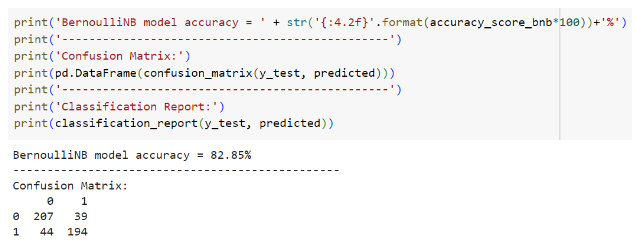 print('BernoulliNB model accuracy = ' + str('{:4.2f}'.format(accuracy_score_bnb*100))+'%')
print('------------------------------------------------')
print('Confusion Matrix:')
print(pd.DataFrame(confusion_matrix(y_test, predicted)))
print('------------------------------------------------')
print('Classification Report:')
print(classification_report(y_test, predicted))
BernoulliNB model accuracy = 82.85%
------------------------------------------------
Confusion Matrix:
     0    1
0  207   39
1   44  194